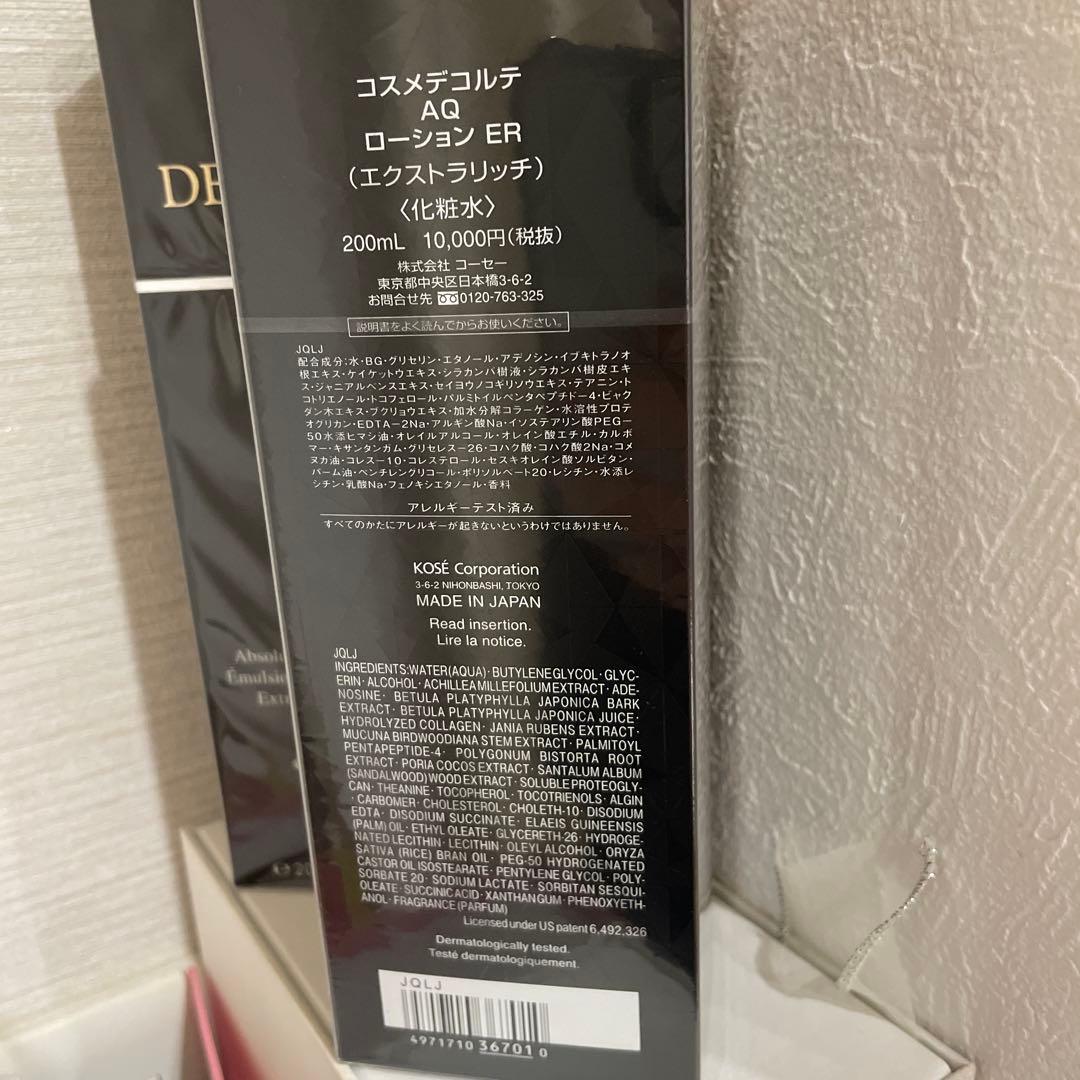 コスメデコルテ
AQ
ローション ER
(エクストラリッチ)
〈化粧水〉
200mL 10,000円(税抜)
株式会社 コーセー
東京都中央区日本橋3-6-2
お問合せ先 0120-763-325
説明書をよく読んでからお使いください。
JQLJ
配合成分:水・BG・グリセリン・エタノール・アデノシン・イブキトラノオ
根エキス・ケイケットウエキス・シラカンバ樹液・シラカンバ樹皮エキ
ス・ジャニアルベンスエキス・セイヨウノコギリソウエキス・テアニン・ト
コトリエノール・トコフェロール・パルミトイルペンタペプチド-4・ビャク
ダン木エキス・ブクリョウエキス・加水分解コラーゲン・水溶性プロテ
オグリカン・EDTA-2Na・アルギン酸Na・イソステアリン酸PEG-
50水添ヒマシ油・オレイルアルコール・オレイン酸エチル・カルボ
マー・キサンタンガム・グリセレス-26・コハク酸・コハク酸2Na・コメ
ヌカ油・コレス-10・コレステロール・セスキオレイン酸ソルビタン・
パーム油・ペンチレングリコール・ポリソルベート20・レシチン・水添レ
シチン・乳酸Na・フェノキシエタノール・香料
アレルギーテスト済み
すべてのかたにアレルギーが起きないというわけではありません。
KOSÉ Corporation
3-6-2 NIHONBASHI, TOKYO
MADE IN JAPAN
Read insertion.
Lire la notice.
JQLJ
INGREDIENTS:WATER(AQUA)・BUTYLENE GLYCOL・GLYC-
ERIN・ALCOHOL・ACHILLEA MILLEFOLIUM EXTRACT・ADE-
NOSINE・BETULA PLATYPHYLLA JAPONICA BARK
EXTRACT・BETULA PLATYPHYLLA JAPONICA JUICE・
HYDROLYZED COLLAGEN・JANIA RUBENS EXTRACT・
MUCUNA BIRDWOODIANA STEM EXTRACT・PALMITOYL
PENTAPEPTIDE-4・POLYGONUM BISTORTA ROOT
EXTRACT・PORIA COCOS EXTRACT・SANTALUM ALBUM
(SANDALWOOD) WOOD EXTRACT・SOLUBLE PROTEOGLY-
CAN・THEANINE・TOCOPHEROL・TOCOTRIENOLS・ALGIN
・CARBOMER・CHOLESTEROL・CHOLETH-10・DISODIUM
EDTA・DISODIUM SUCCINATE・ELAEIS GUINEENSIS
(PALM) OIL・ETHYL OLEATE・GLYCERETH-26・HYDROGE-
NATED LECITHIN・LECITHIN・OLEYL ALCOHOL・ORYZA
SATIVA (RICE) BRAN OIL・PEG-50 HYDROGENATED
CASTOR OIL ISOSTEARATE・PENTYLENE GLYCOL・POLY-
SORBATE 20・SODIUM LACTATE・SORBITAN SESQUI-
OLEATE・SUCCINIC ACID・XANTHAN GUM・PHENOXYETH-
ANOL・FRAGRANCE (PARFUM)
Licensed under US patent 6,492,326
Dermatologically tested.
Testé dermatologiquement.
JQLJ
4971710 36701 0
DE
Absolu
Émulsio
Ext